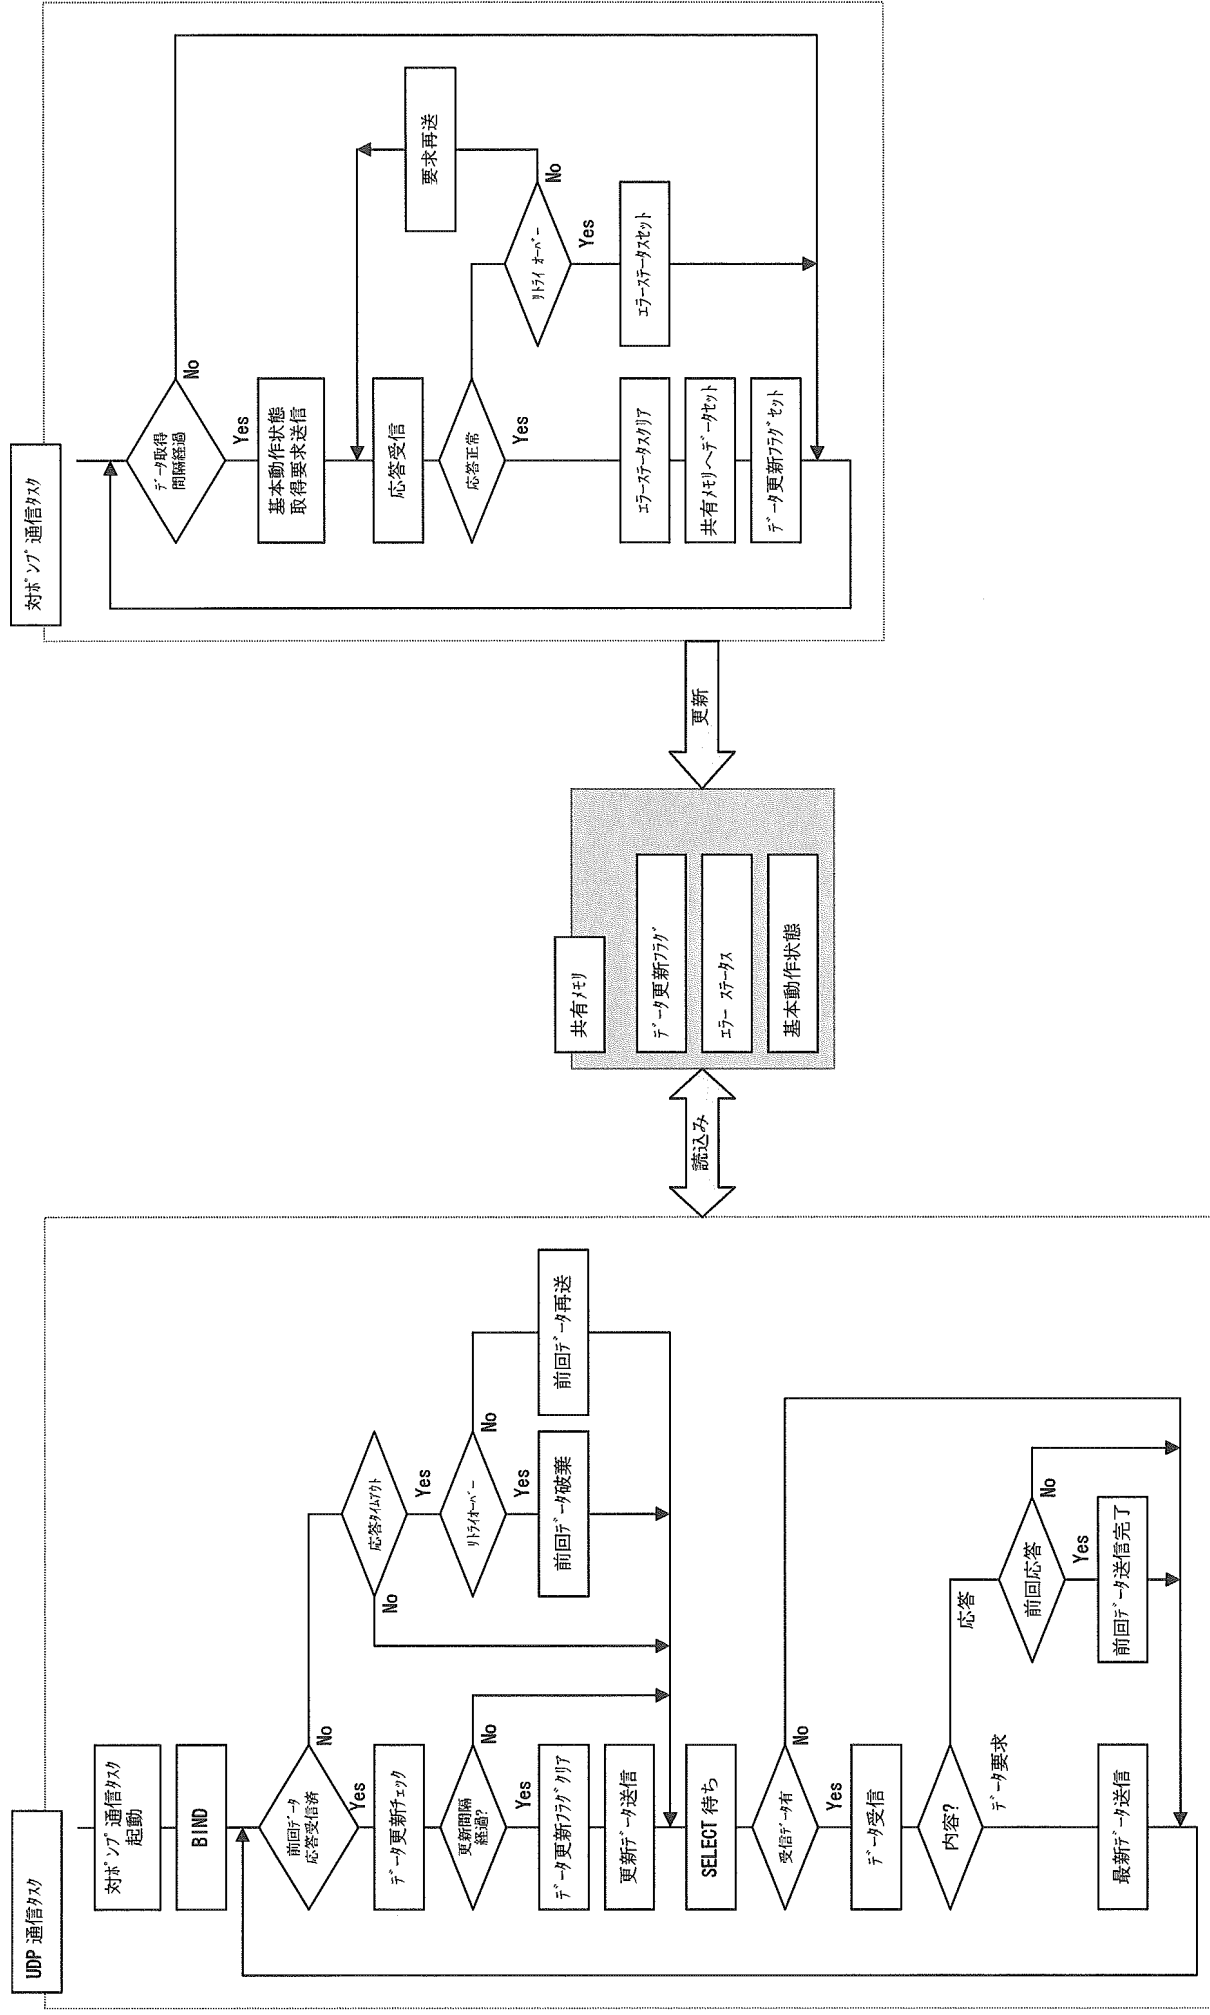 UDP 通信ﾀｽｸ
対ﾎﾟﾝﾌﾟ通信ﾀｽｸ
起動
BIND
前回ﾃﾞｰﾀ
応答受信済
No
Yes
データ更新チェック
更新間隔
経過?
No
Yes
ﾃﾞｰﾀ更新ﾌﾗｸﾞｸﾘｱ
更新ﾃﾞｰﾀ送信
応答ﾀｲﾑｱｳﾄ
No
Yes
ﾘﾄﾗｲｵｰﾊﾞｰ
No
Yes
前回ﾃﾞｰﾀ破棄
前回ﾃﾞｰﾀ再送
SELECT 待ち
受信ﾃﾞｰﾀ有
No
Yes
ﾃﾞｰﾀ受信
内容?
応答
データ要求
前回応答
No
Yes
前回ﾃﾞｰﾀ送信完了
最新ﾃﾞｰﾀ送信
読込み
共有ﾒﾓﾘ
ﾃﾞｰﾀ更新ﾌﾗｸﾞ
ｴﾗｰ ｽﾃｰﾀｽ
基本動作状態
更新
対ﾎﾟﾝﾌﾟ通信ﾀｽｸ
ﾃﾞｰﾀ取得
間隔経過
No
Yes
基本動作状態
取得要求送信
応答受信
応答正常
Yes
ﾘﾄﾗｲ ｵｰﾊﾞｰ
No
Yes
要求再送
ｴﾗｰｽﾃｰﾀｽｾｯﾄ
ｴﾗｰｽﾃｰﾀｽｸﾘｱ
共有ﾒﾓﾘへﾃﾞｰﾀｾｯﾄ
ﾃﾞｰﾀ更新ﾌﾗｸﾞｾｯﾄ